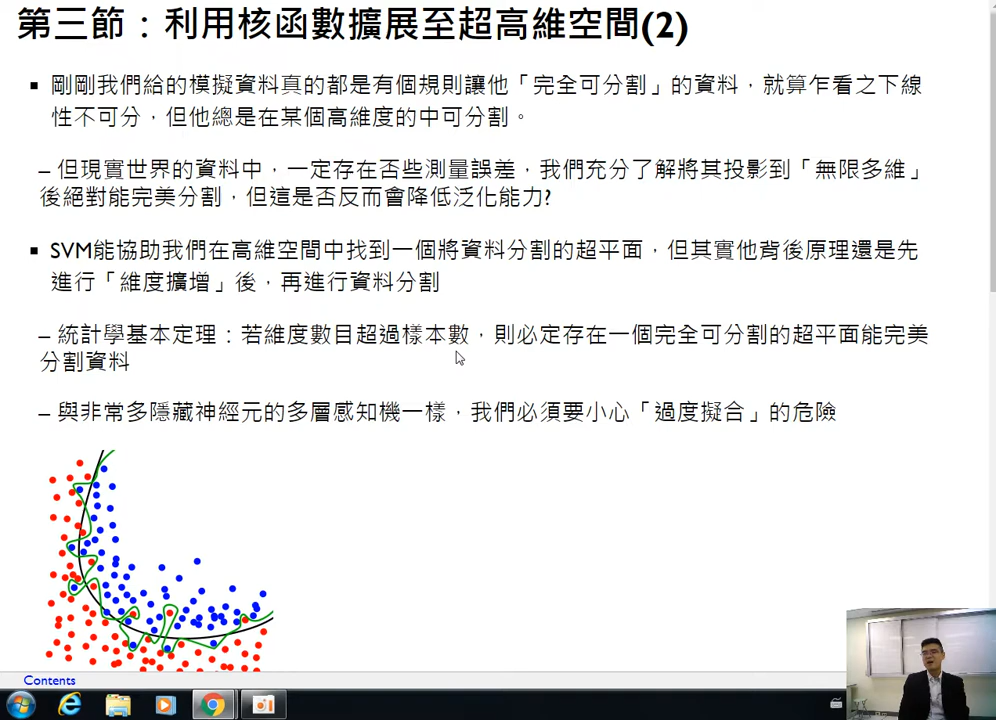 第三節：利用核函數擴展至超高維空間(2)
▪ 剛剛我們給的模擬資料真的都是有個規則讓他「完全可分割」的資料，就算乍看之下線
性不可分，但他總是在某個高維度的中可分割。
– 但現實世界的資料中，一定存在否些測量誤差，我們充分了解將其投影到「無限多維」
後絕對能完美分割，但這是否反而會降低泛化能力?
▪ SVM能協助我們在高維空間中找到一個將資料分割的超平面，但其實他背後原理還是先
進行「維度擴增」後，再進行資料分割
– 統計學基本定理：若維度數目超過樣本數，則必定存在一個完全可分割的超平面能完美
分割資料
– 與非常多隱藏神經元的多層感知機一樣，我們必須要小心「過度擬合」的危險
Contents